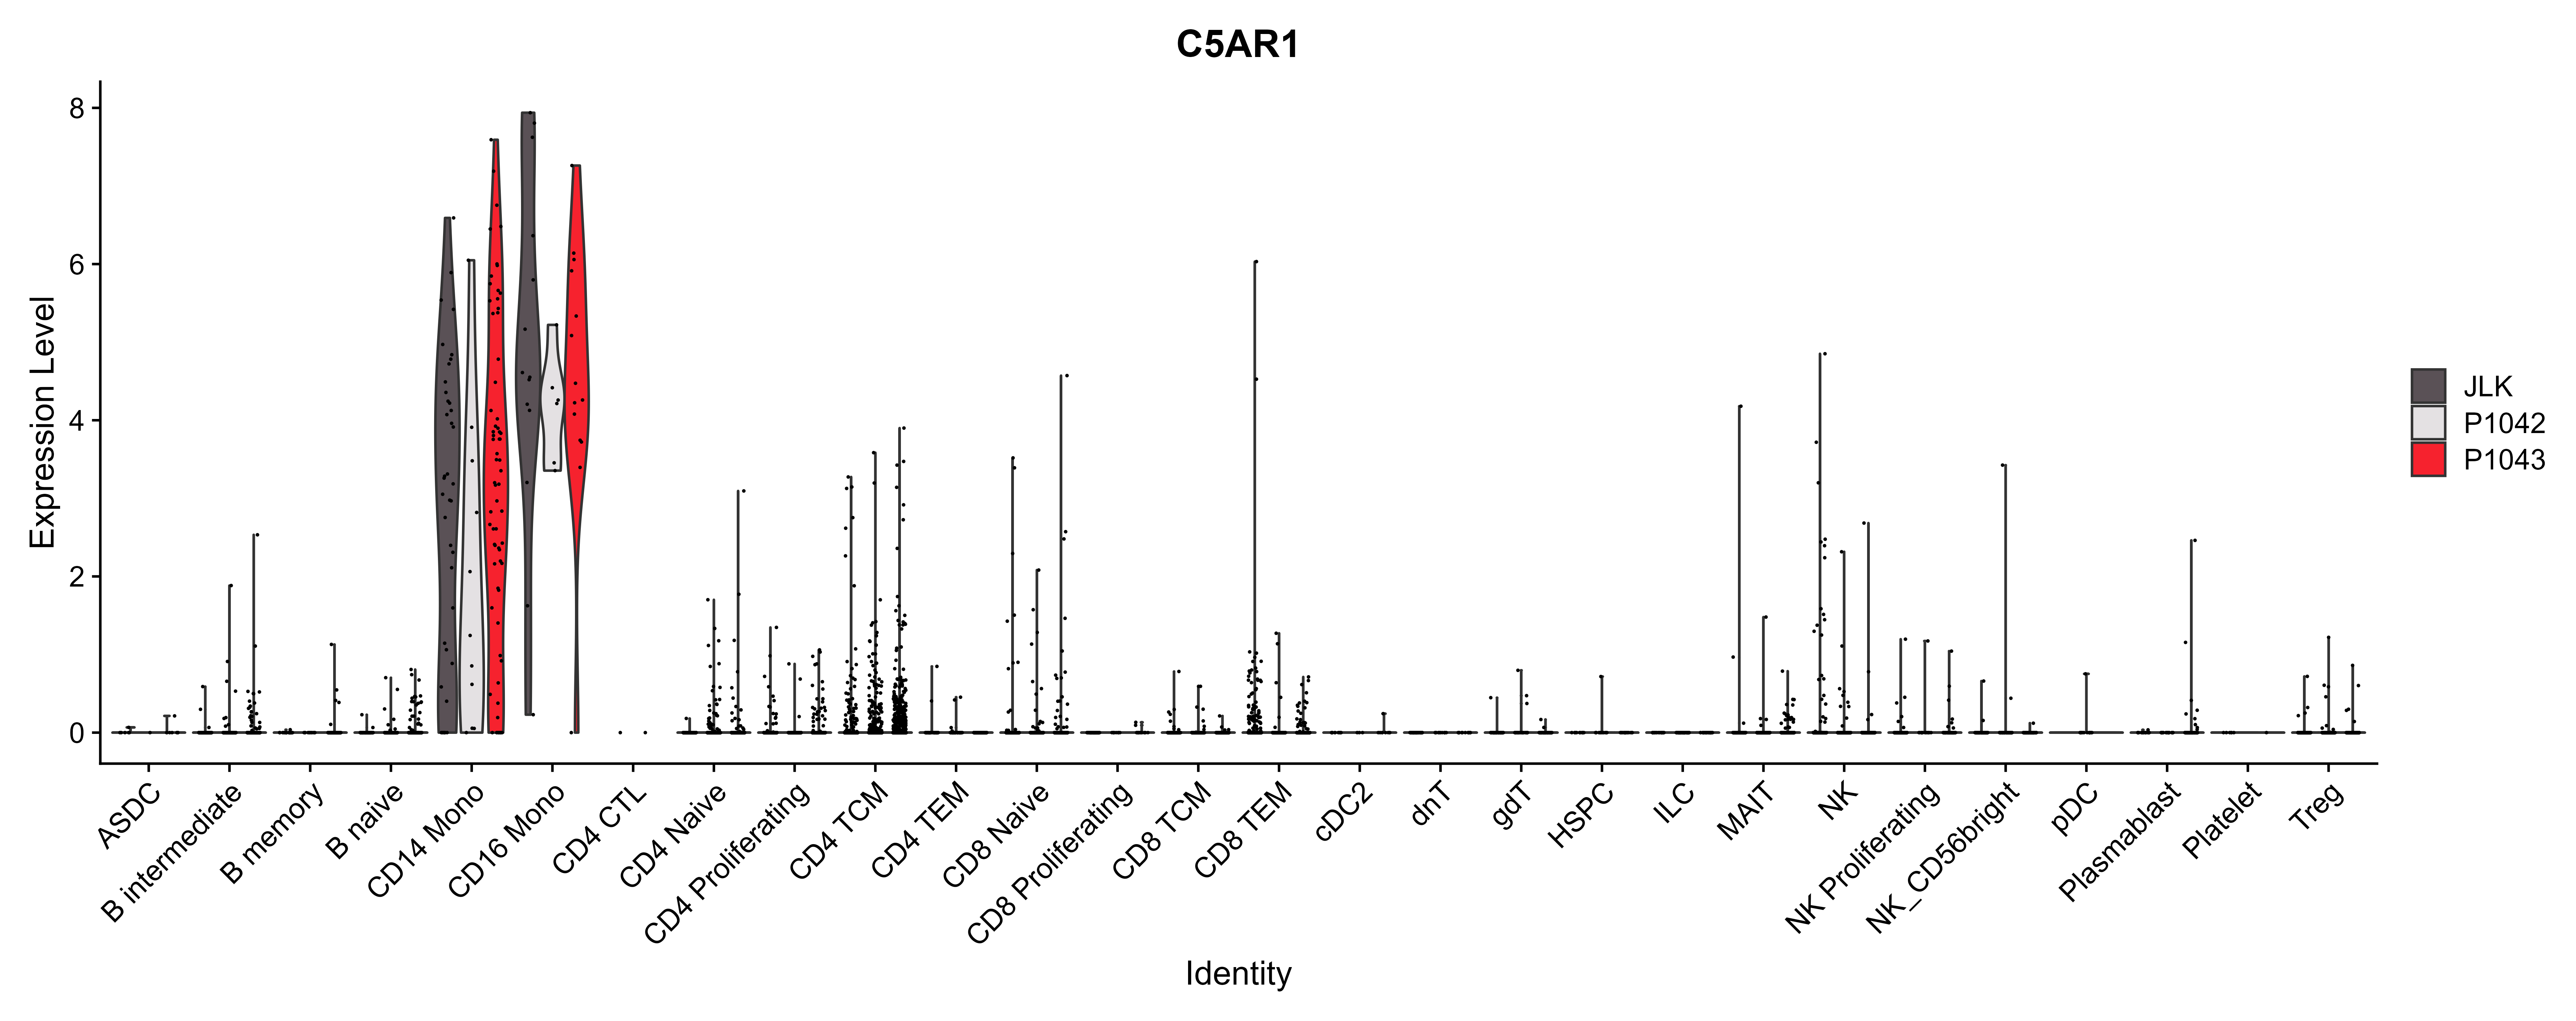 C5AR1
Expression Level
8
6
4
2
0
ASDC
B intermediate
B memory
B naive
CD14 Mono
CD16 Mono
CD4 CTL
CD4 Naive
CD4 Proliferating
CD4 TCM
CD4 TEM
CD8 Naive
CD8 Proliferating
CD8 TCM
CD8 TEM
cDC2
dnT
gdT
HSPC
ILC
MAIT
NK
NK Proliferating
NK_CD56bright
pDC
Plasmablast
Platelet
Treg
Identity
JLK
P1042
P1043